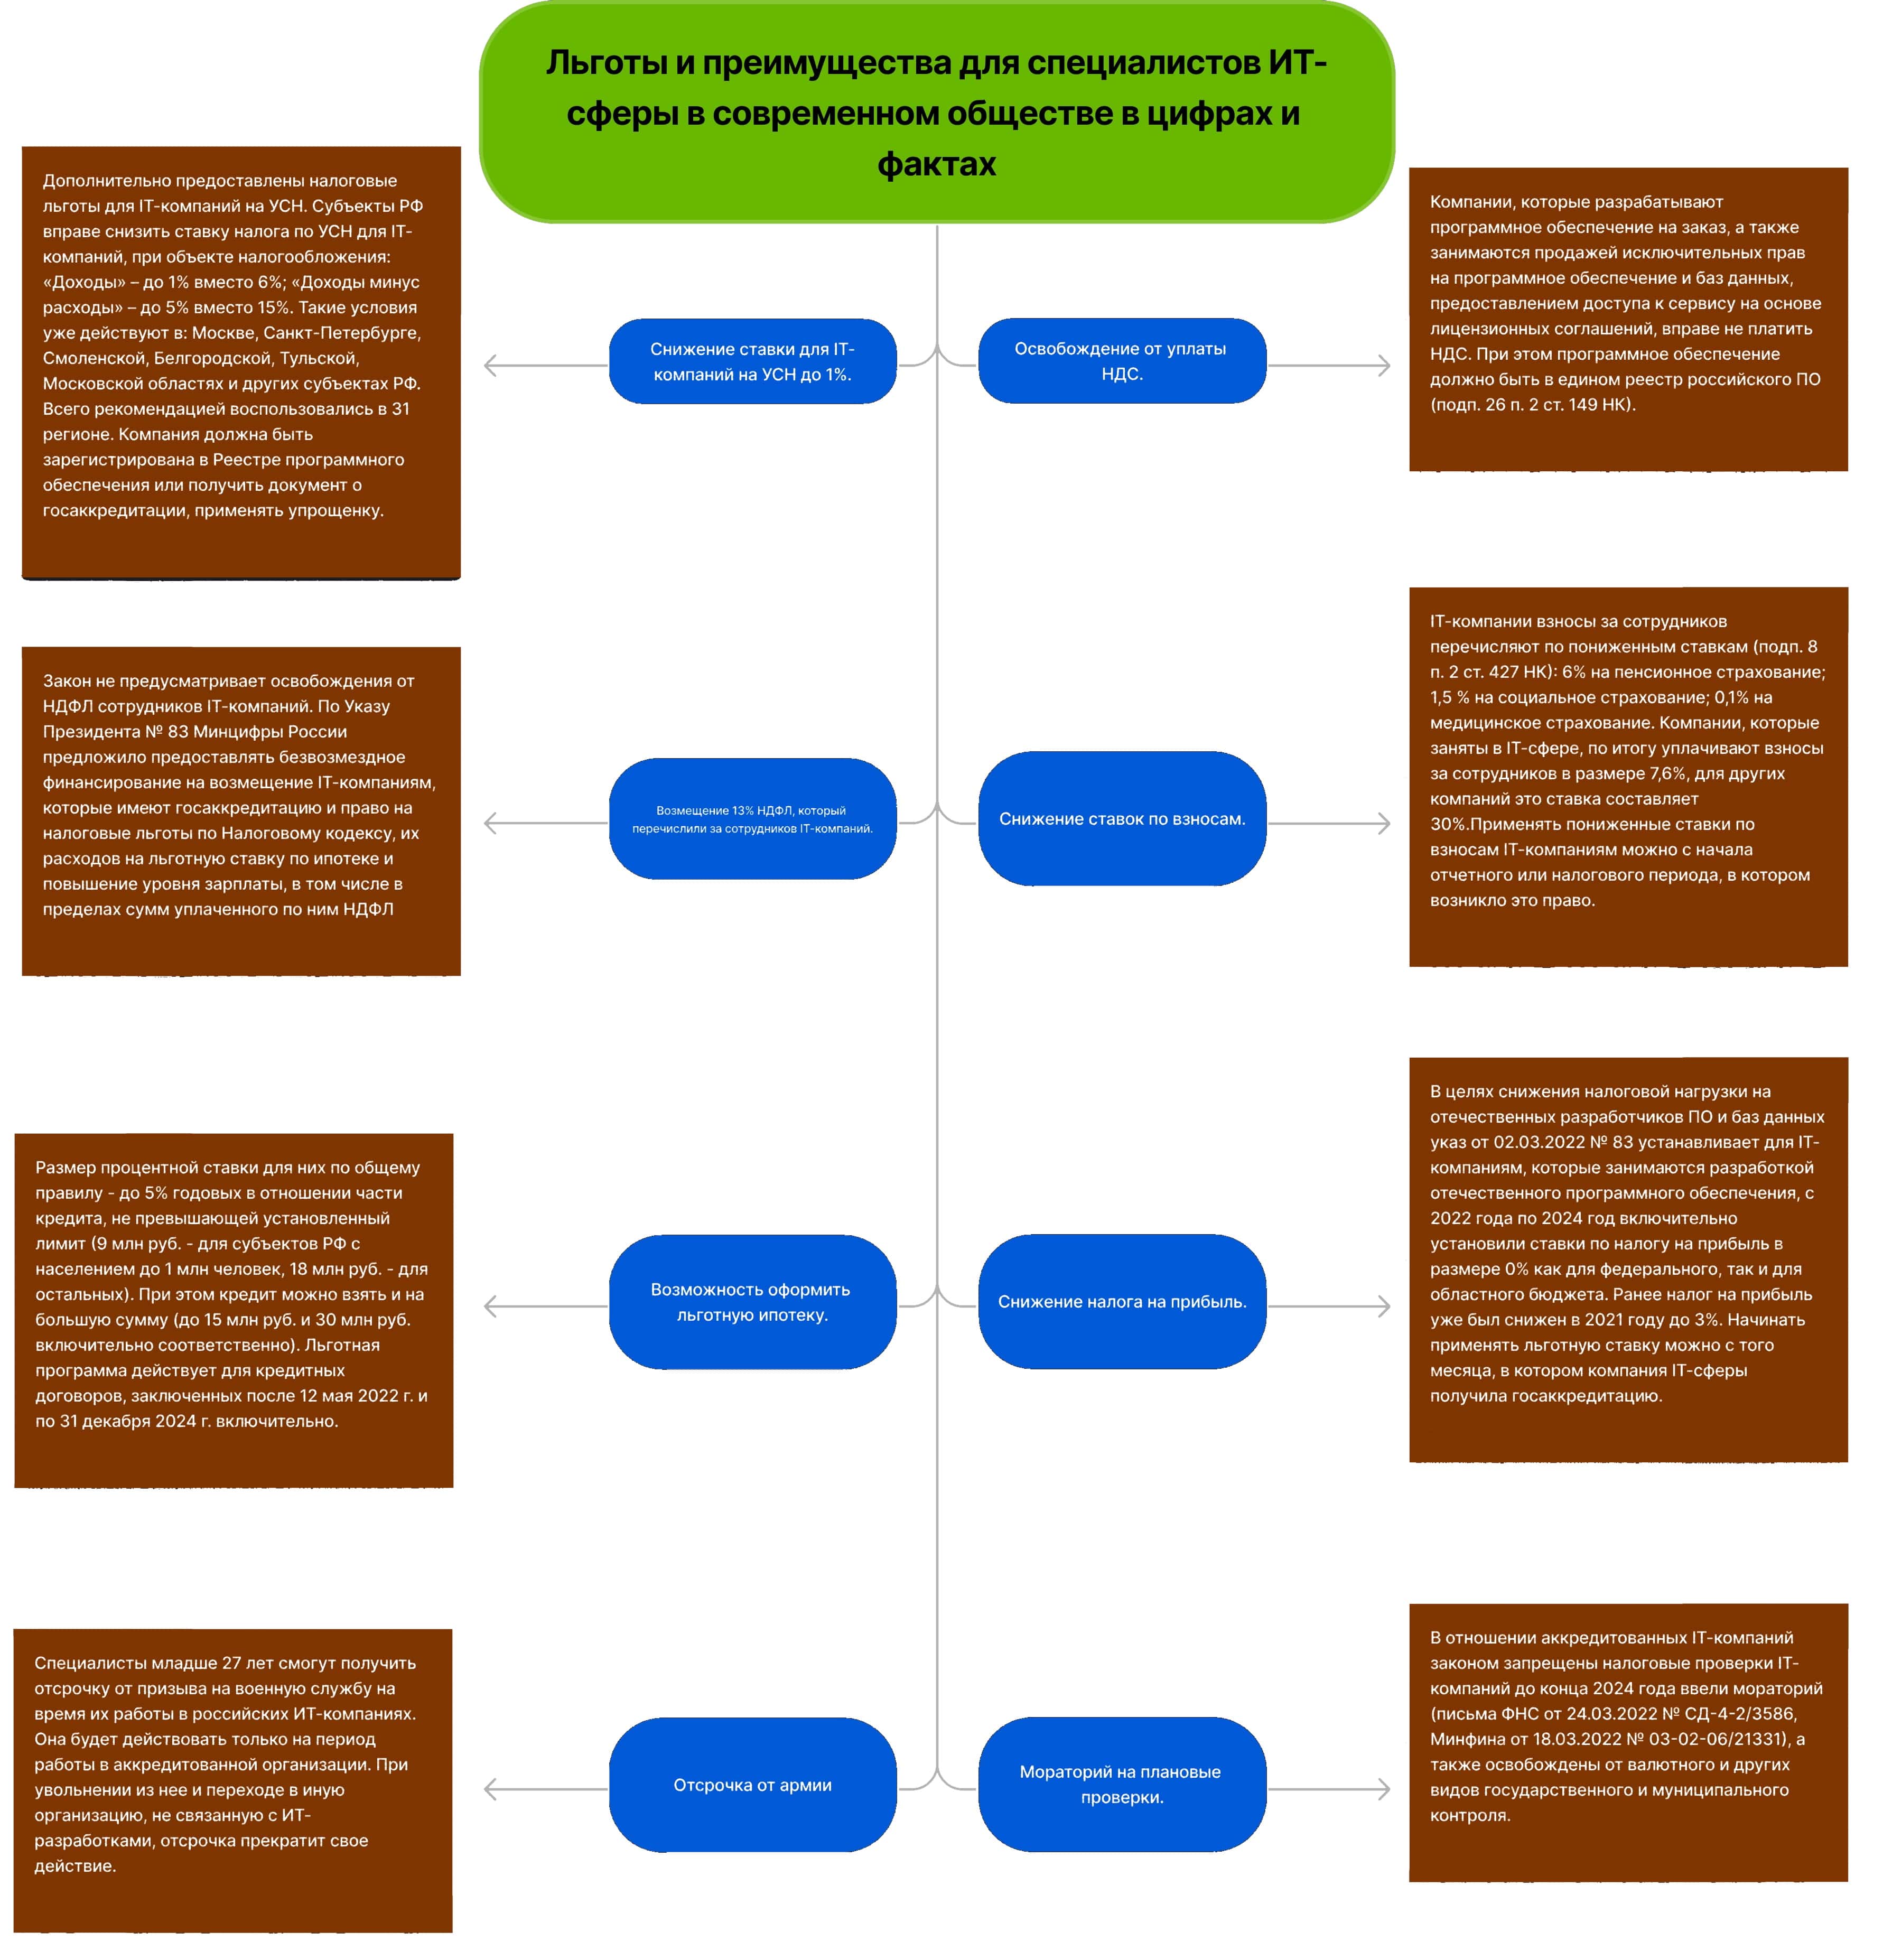 Льготы и преимущества для специалистов ИТ-
сферы в современном обществе в цифрах и
фактах
Дополнительно предоставлены налоговые
льготы для IT-компаний на УСН. Субъекты РФ
вправе снизить ставку налога по УСН для IT-
компаний, при объекте налогообложения:
«Доходы» – до 1% вместо 6%; «Доходы минус
расходы» – до 5% вместо 15%. Такие условия
уже действуют в: Москве, Санкт-Петербурге,
Смоленской, Белгородской, Тульской,
Московской областях и других субъектах РФ.
Всего рекомендацией воспользовались в 31
регионе. Компания должна быть
зарегистрирована в Реестре программного
обеспечения или получить документ о
госаккредитации, применять упрощенку.
Снижение ставки для IT-
компаний на УСН до 1%.
Освобождение от уплаты
НДС.
Компании, которые разрабатывают
программное обеспечение на заказ, а также
занимаются продажей исключительных прав
на программное обеспечение и баз данных,
предоставлением доступа к сервису на основе
лицензионных соглашений, вправе не платить
НДС. При этом программное обеспечение
должно быть в едином реестр российского ПО
(подп. 26 п. 2 ст. 149 НК).
Закон не предусматривает освобождения от
НДФЛ сотрудников IT-компаний. По Указу
Президента № 83 Минцифры России
предложило предоставлять безвозмездное
финансирование на возмещение IT-компаниям,
которые имеют госаккредитацию и право на
налоговые льготы по Налоговому кодексу, их
расходов на льготную ставку по ипотеке и
повышение уровня зарплаты, в том числе в
пределах сумм уплаченного по ним НДФЛ
Возмещение 13% НДФЛ, который
перечислили за сотрудников IT-компаний.
Снижение ставок по взносам.
IT-компании взносы за сотрудников
перечисляют по пониженным ставкам (подп. 8
п. 2 ст. 427 НК): 6% на пенсионное страхование;
1,5 % на социальное страхование; 0,1% на
медицинское страхование. Компании, которые
заняты в IT-сфере, по итогу уплачивают взносы
за сотрудников в размере 7,6%, для других
компаний это ставка составляет
30%.Применять пониженные ставки по
взносам IT-компаниям можно с начала
отчетного или налогового периода, в котором
возникло это право.
Размер процентной ставки для них по общему
правилу - до 5% годовых в отношении части
кредита, не превышающей установленный
лимит (9 млн руб. - для субъектов РФ с
населением до 1 млн человек, 18 млн руб. - для
остальных). При этом кредит можно взять и на
большую сумму (до 15 млн руб. и 30 млн руб.
включительно соответственно). Льготная
программа действует для кредитных
договоров, заключенных после 12 мая 2022 г. и
по 31 декабря 2024 г. включительно.
Возможность оформить
льготную ипотеку.
Снижение налога на прибыль.
В целях снижения налоговой нагрузки на
отечественных разработчиков ПО и баз данных
указ от 02.03.2022 № 83 устанавливает для IT-
компаниям, которые занимаются разработкой
отечественного программного обеспечения, с
2022 года по 2024 год включительно
установили ставки по налогу на прибыль в
размере 0% как для федерального, так и для
областного бюджета. Ранее налог на прибыль
уже был снижен в 2021 году до 3%. Начинать
применять льготную ставку можно с того
месяца, в котором компания IT-сферы
получила госаккредитацию.
Специалисты младше 27 лет смогут получить
отсрочку от призыва на военную службу на
время их работы в российских ИТ-компаниях.
Она будет действовать только на период
работы в аккредитованной организации. При
увольнении из нее и переходе в иную
организацию, не связанную с ИТ-
разработками, отсрочка прекратит свое
действие.
Отсрочка от армии
Мораторий на плановые
проверки.
В отношении аккредитованных IT-компаний
законом запрещены налоговые проверки IT-
компаний до конца 2024 года ввели мораторий
(письма ФНС от 24.03.2022 № СД-4-2/3586,
Минфина от 18.03.2022 № 03-02-06/21331), а
также освобождены от валютного и других
видов государственного и муниципального
контроля.